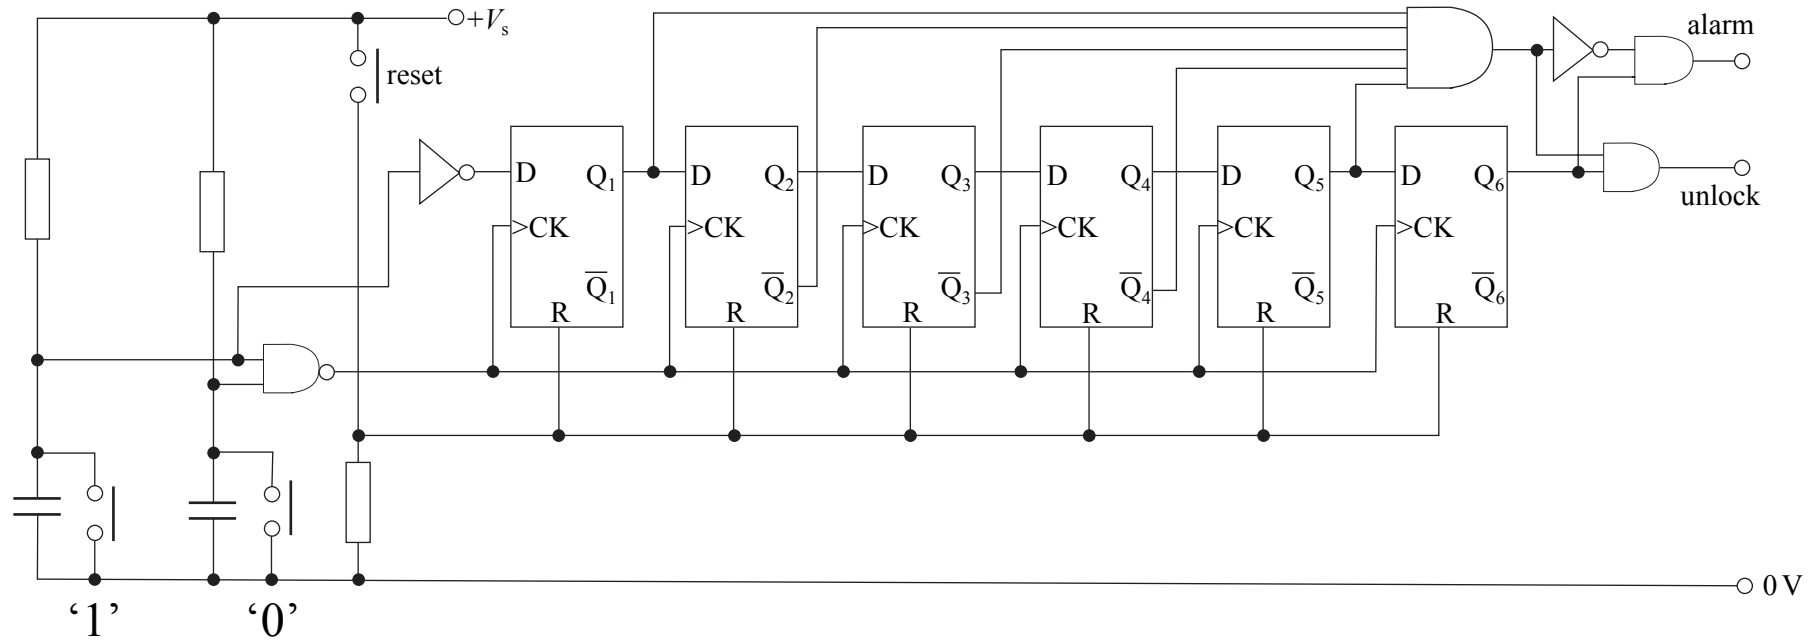 +Vₛ
alarm
reset
D Q₁ D Q₂ D Q₃ D Q₄ D Q₅ D Q₆
unlock
>CK >CK >CK >CK >CK >CK
Q̅₁ Q̅₂ Q̅₃ Q̅₄ Q̅₅ Q̅₆
R R R R R R
0 V
‘1’ ‘0’